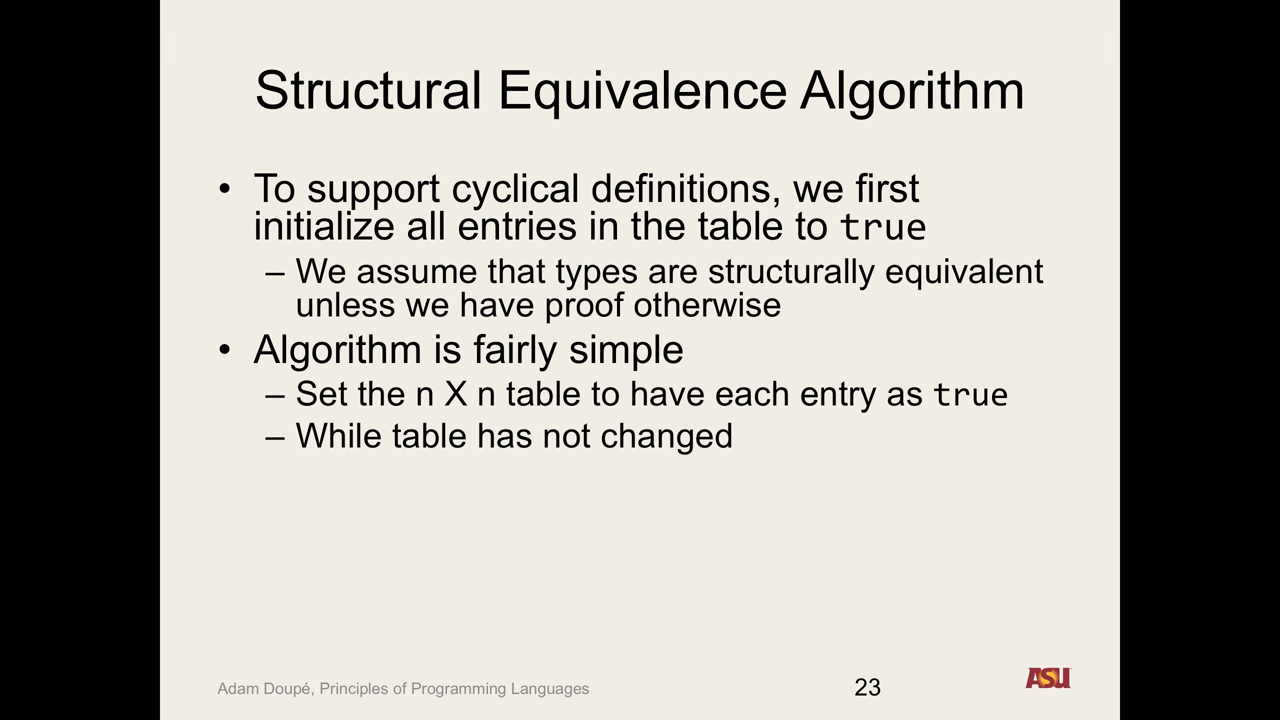 Structural Equivalence Algorithm
• To support cyclical definitions, we first
initialize all entries in the table to true
– We assume that types are structurally equivalent
unless we have proof otherwise
• Algorithm is fairly simple
– Set the n X n table to have each entry as true
– While table has not changed
Adam Doupé, Principles of Programming Languages
23
ASU